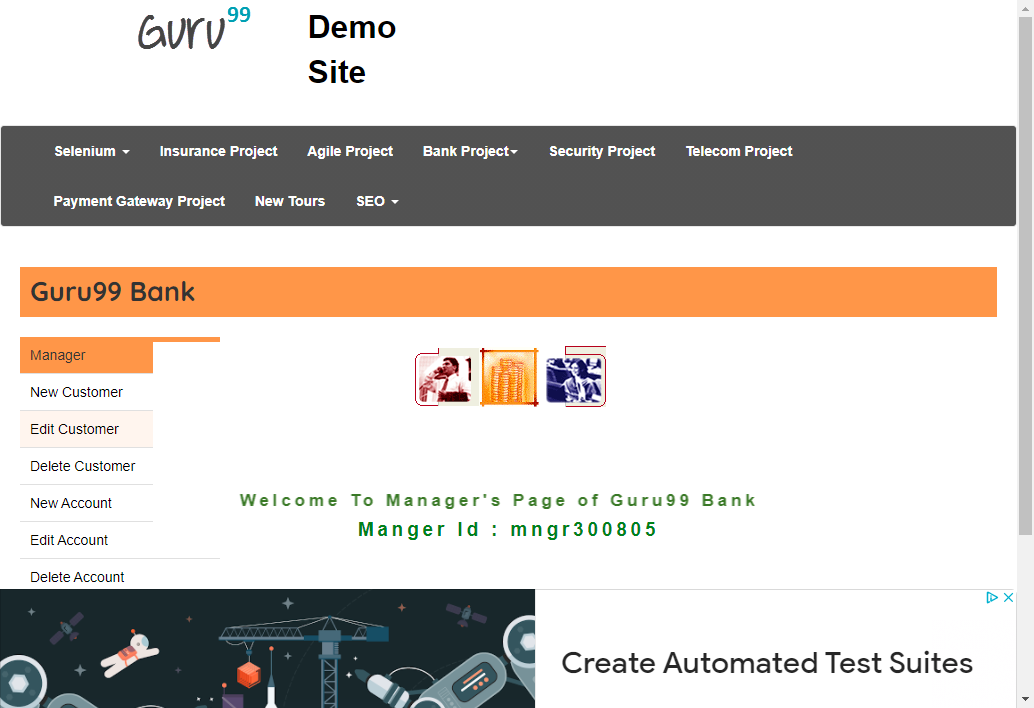 Guru99
Demo
Site
Selenium
Insurance Project
Agile Project
Bank Project
Security Project
Telecom Project
Payment Gateway Project
New Tours
SEO
Guru99 Bank
Manager
New Customer
Edit Customer
Delete Customer
New Account
Edit Account
Delete Account
Welcome To Manager's Page of Guru99 Bank
Manger Id : mngr300805
Create Automated Test Suites